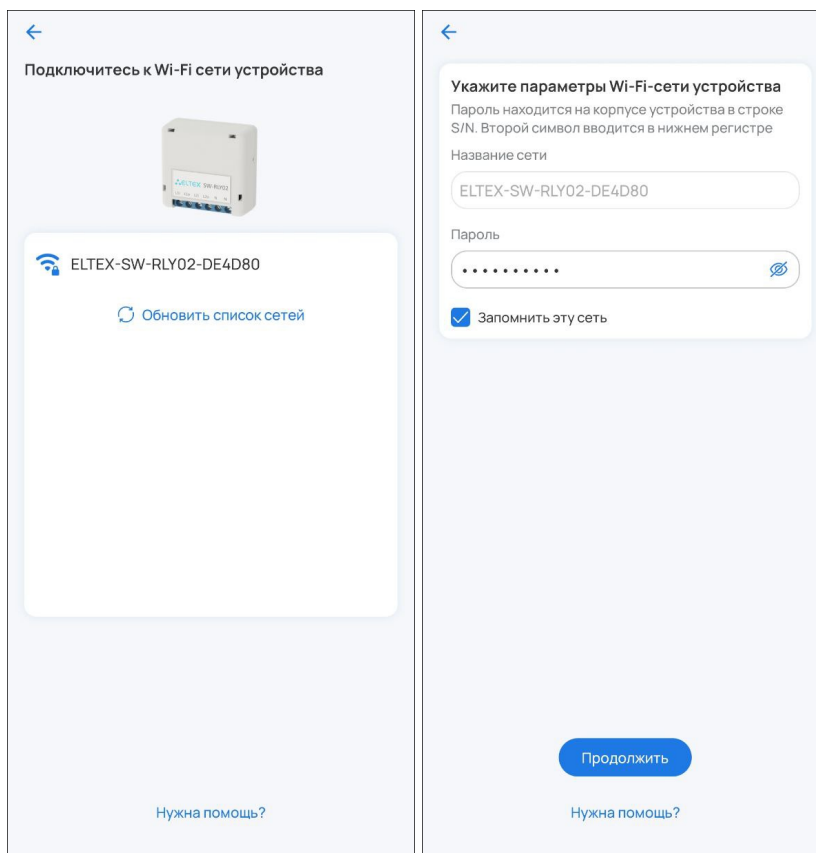 Подключитесь к Wi-Fi сети устройства
ELTEX SW-RLY02
ELTEX-SW-RLY02-DE4D80
Обновить список сетей
Нужна помощь?
Укажите параметры Wi-Fi-сети устройства
Пароль находится на корпусе устройства в строке
S/N. Второй символ вводится в нижнем регистре
Название сети
ELTEX-SW-RLY02-DE4D80
Пароль
••••••••••
Запомнить эту сеть
Продолжить
Нужна помощь?